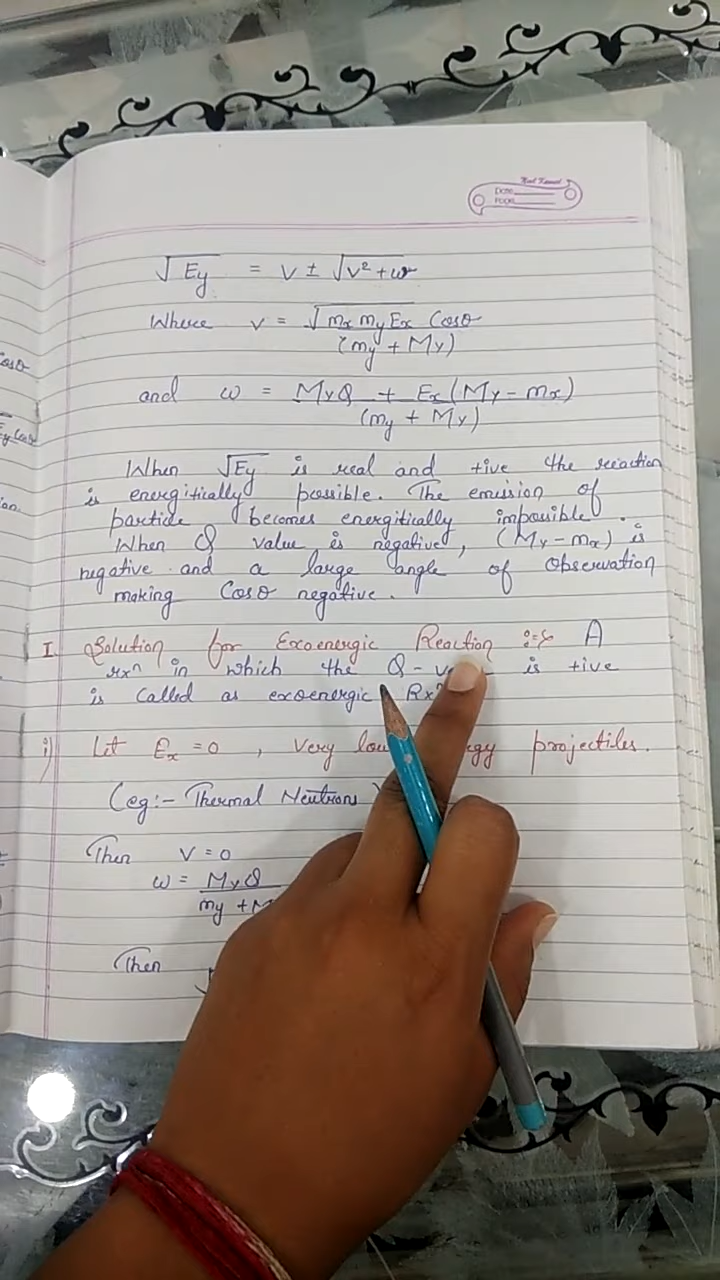 Date
Page
√Ey = v ± √v² + w
Where v = √mx my Ex Cosθ
(my + My)
and w = MyQ + Ex (My - mx)
(my + My)
When √Ey is real and +ive the reaction
is energitically possible. The emission of
particle becomes energitically impossible.
When Q value is negative, (My - mx) is
negative and a large angle of observation
making Cosθ negative.
I. Solution for Exoenergic Reaction :- A
rxⁿ in which the Q- is +ive
is called as exoenergic Rxⁿ
i) Let Ex = 0, very low projectiles.
(eg:- Thermal Neutrons)
Then v = 0
w = MyQ
my + M
Then